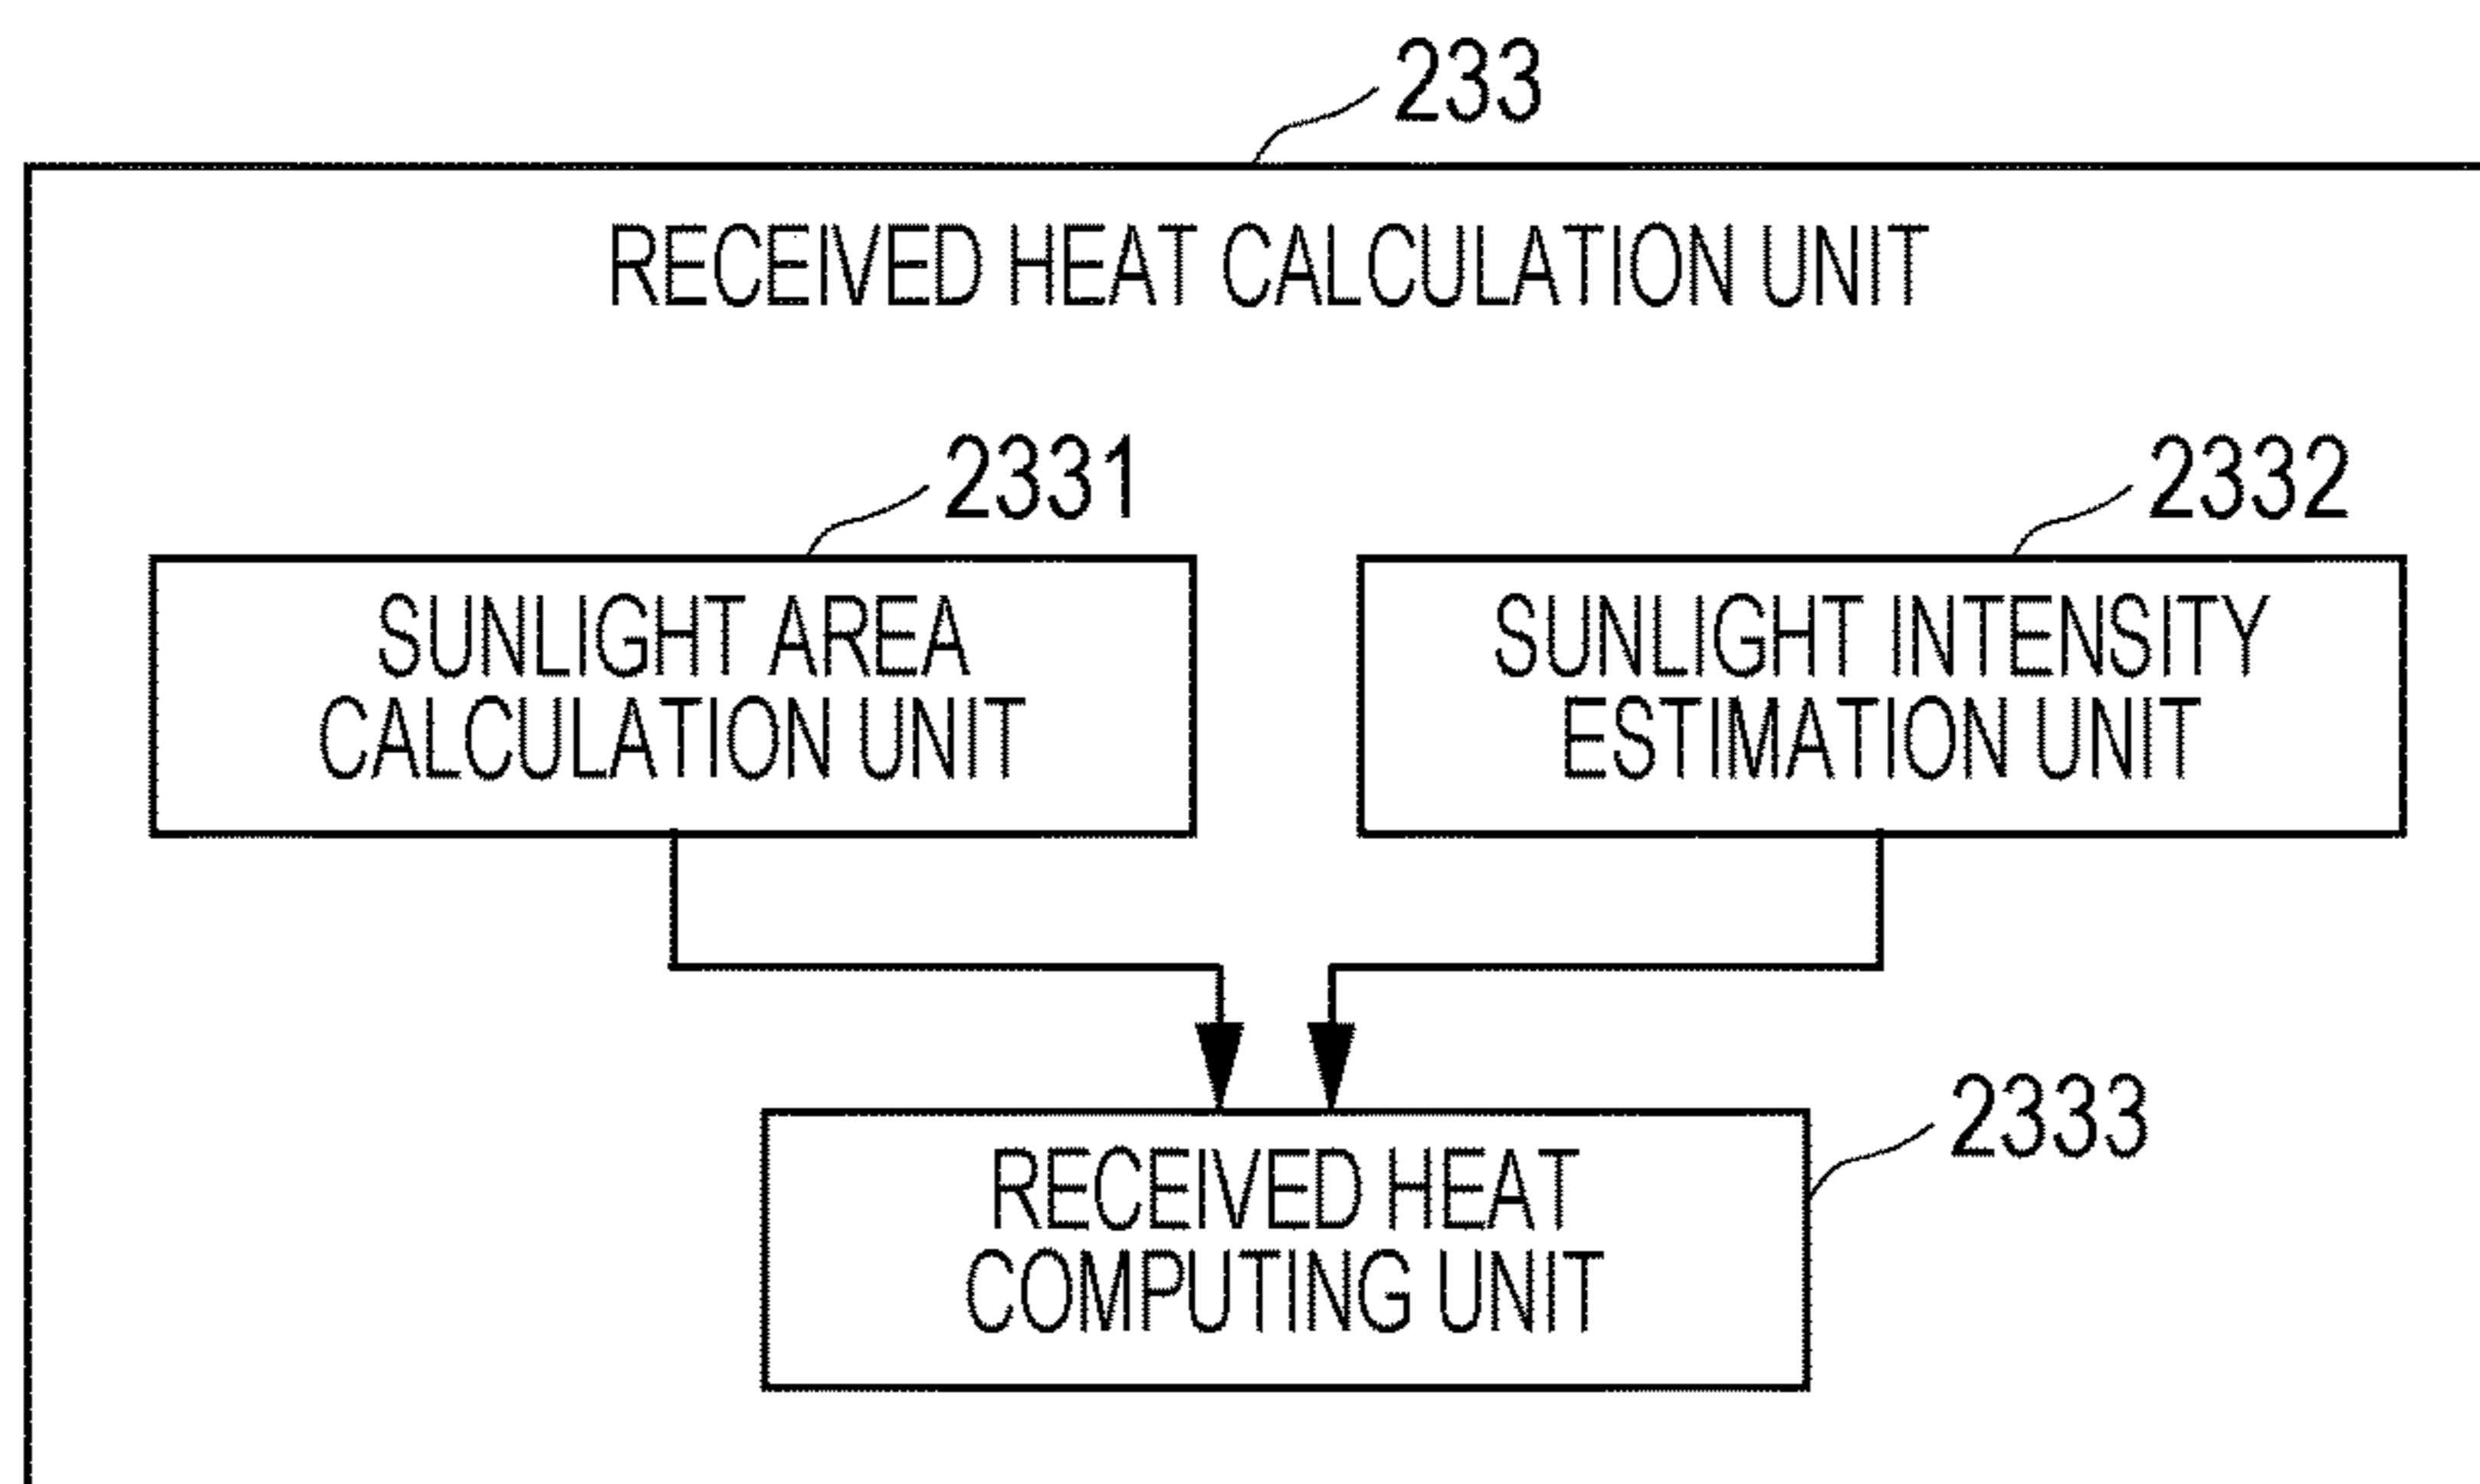 233
RECEIVED HEAT CALCULATION UNIT
2331
2332
SUNLIGHT AREA
CALCULATION UNIT
SUNLIGHT INTENSITY
ESTIMATION UNIT
2333
RECEIVED HEAT
COMPUTING UNIT